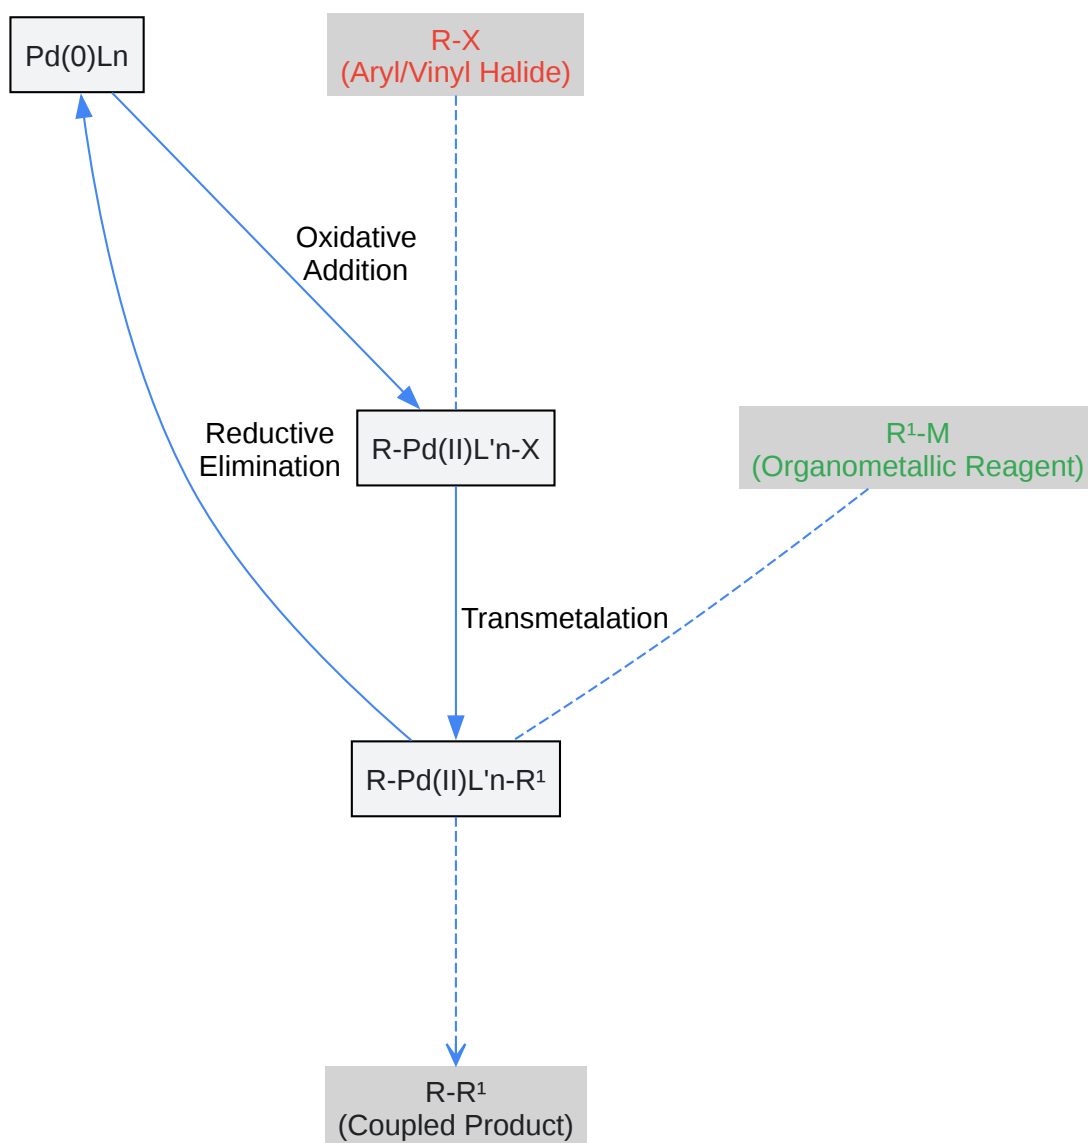 Pd(0)Ln
R-X
(Aryl/Vinyl Halide)
Oxidative
Addition
Reductive
Elimination
R-Pd(II)L'n-X
R¹-M
(Organometallic Reagent)
Transmetalation
R-Pd(II)L'n-R¹
R-R¹
(Coupled Product)